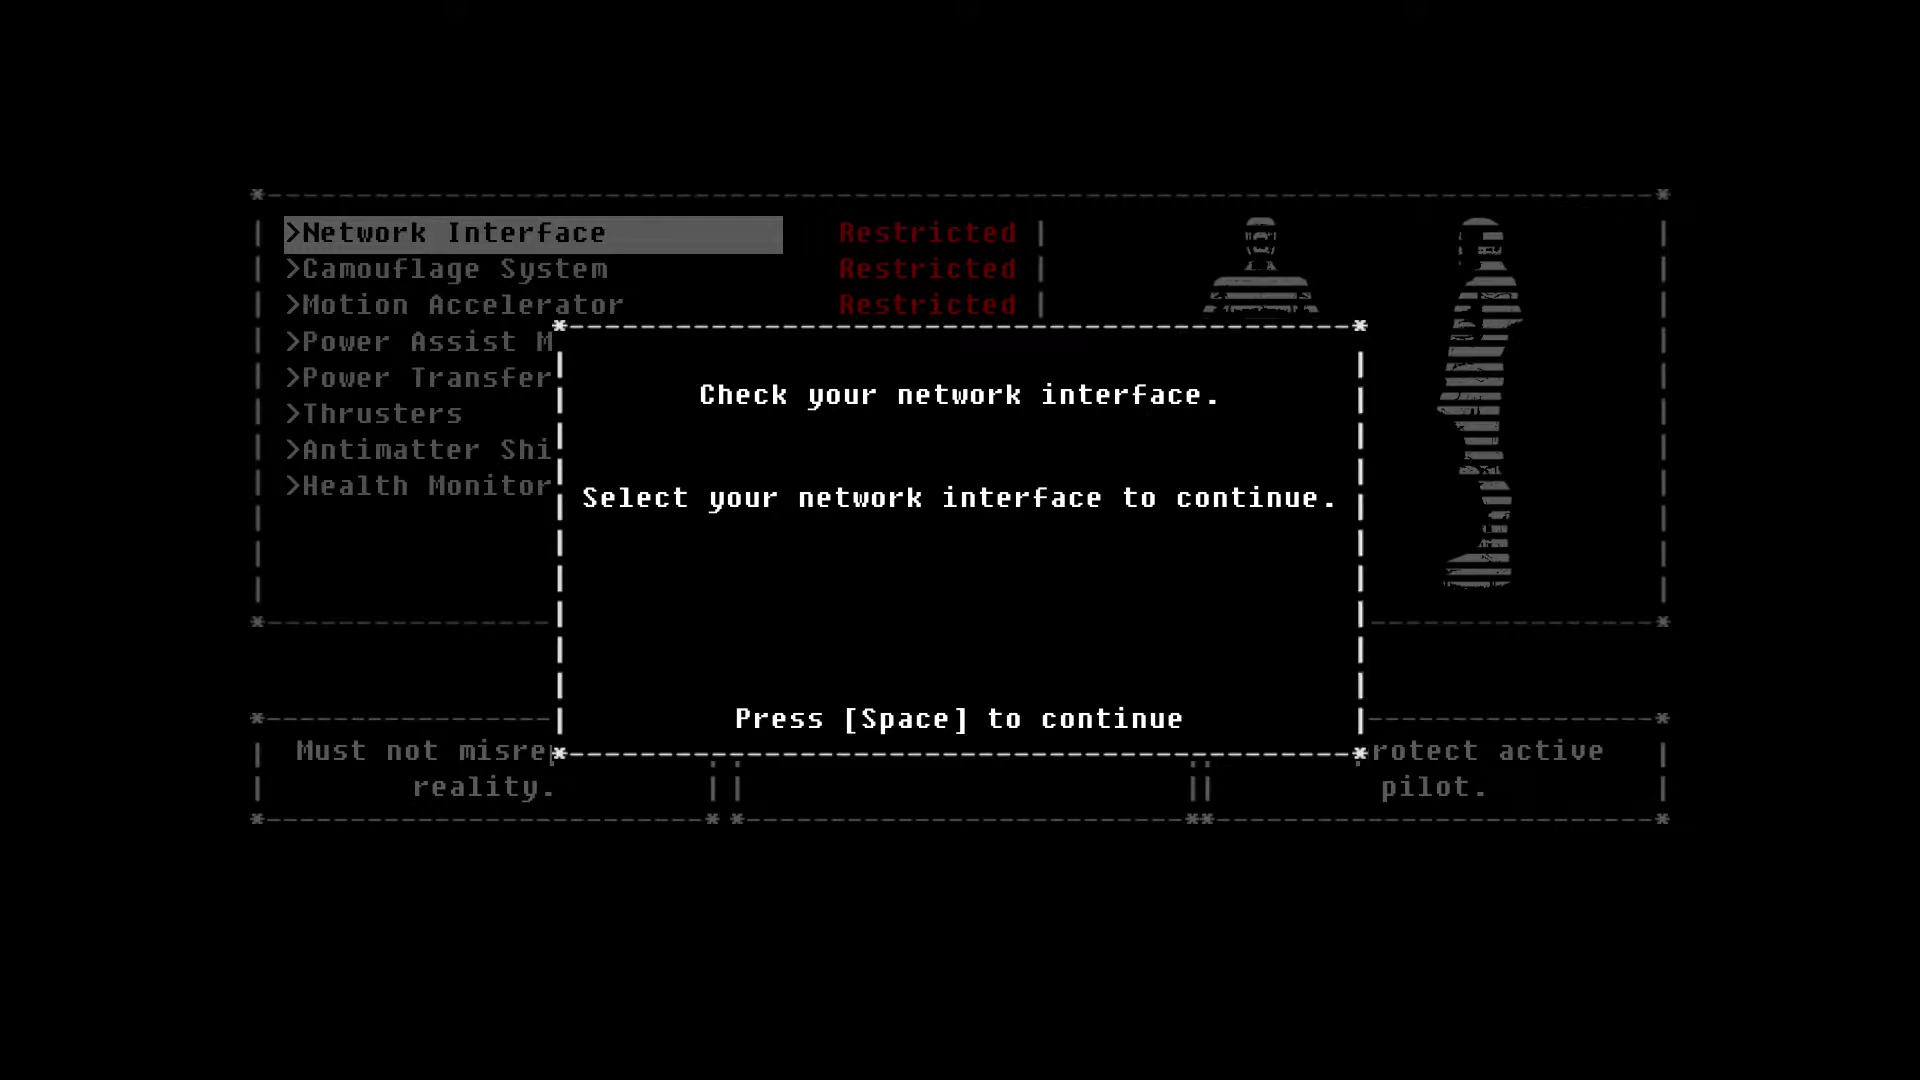 >Network Interface Restricted
>Camouflage System Restricted
>Motion Accelerator Restricted
>Power Assist M
>Power Transfer
>Thrusters
>Antimatter Shi
>Health Monitor
Check your network interface.
Select your network interface to continue.
Press [Space] to continue
Must not misrep
reality.
rotect active
pilot.